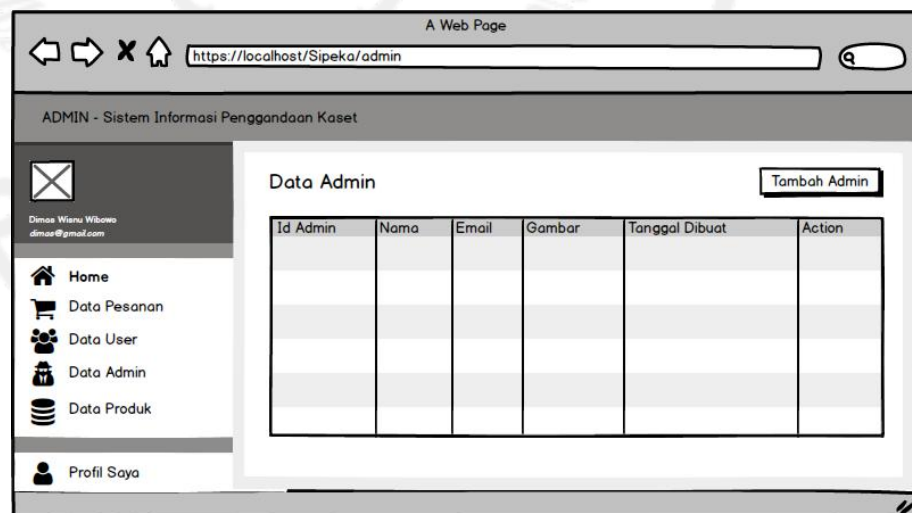 A Web Page
https://localhost/Sipeka/admin
ADMIN - Sistem Informasi Penggandaan Kaset
Dimas Wisnu Wibowo
dimas@gmail.com
Home
Data Pesanan
Data User
Data Admin
Data Produk
Profil Saya
Data Admin
Tambah Admin
Id Admin Nama Email Gambar Tanggal Dibuat Action